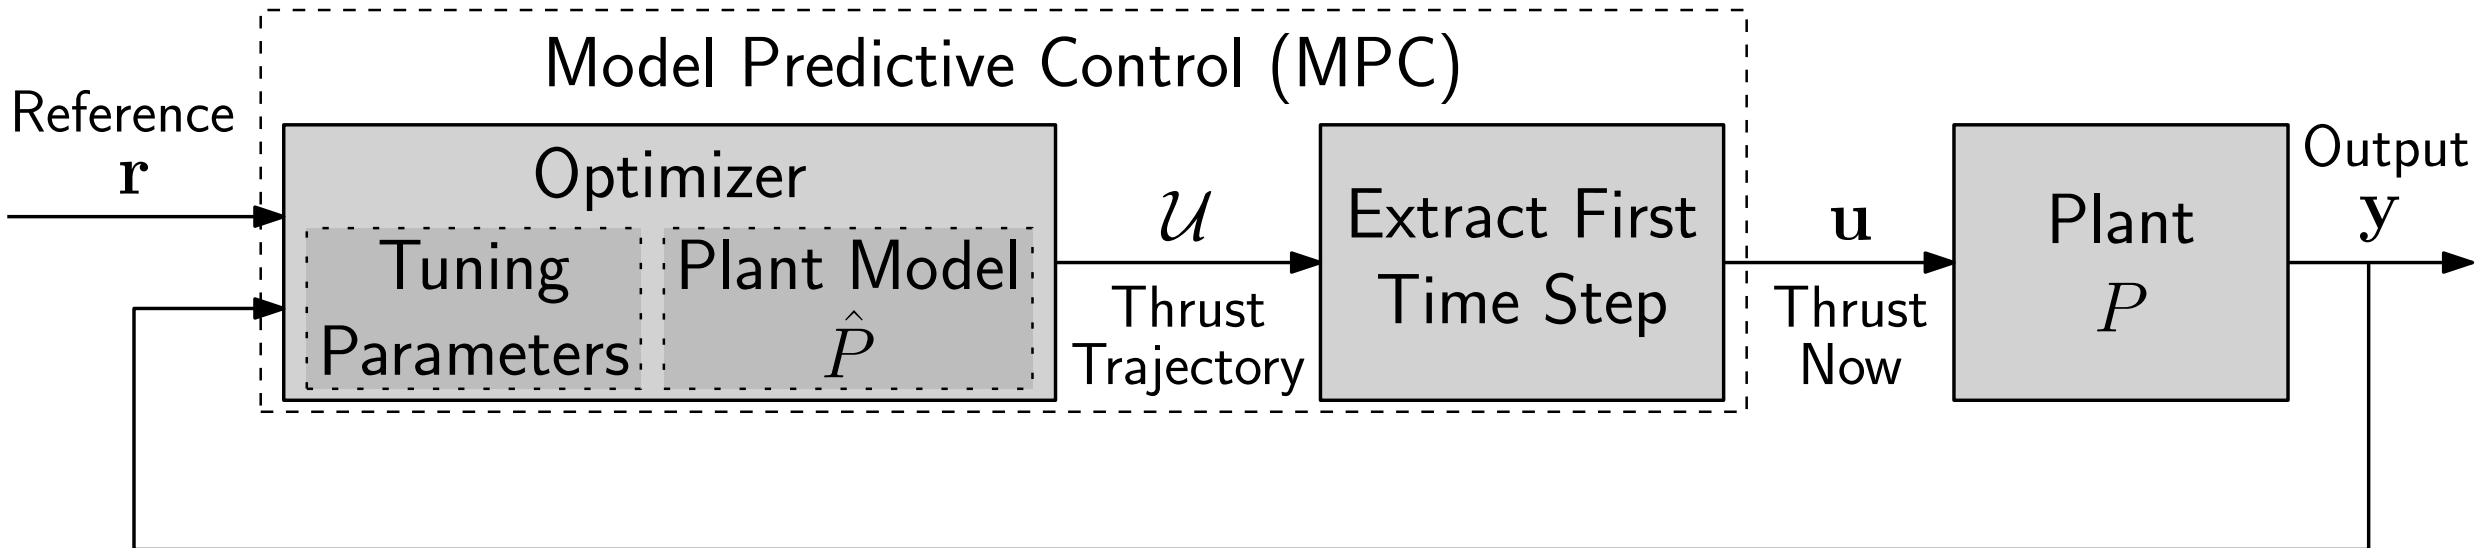 Model Predictive Control (MPC)
Reference
r
Optimizer
Tuning
Parameters
Plant Model
P̂
𝒰
Thrust
Trajectory
Extract First
Time Step
u
Thrust
Now
Plant
P
Output
y